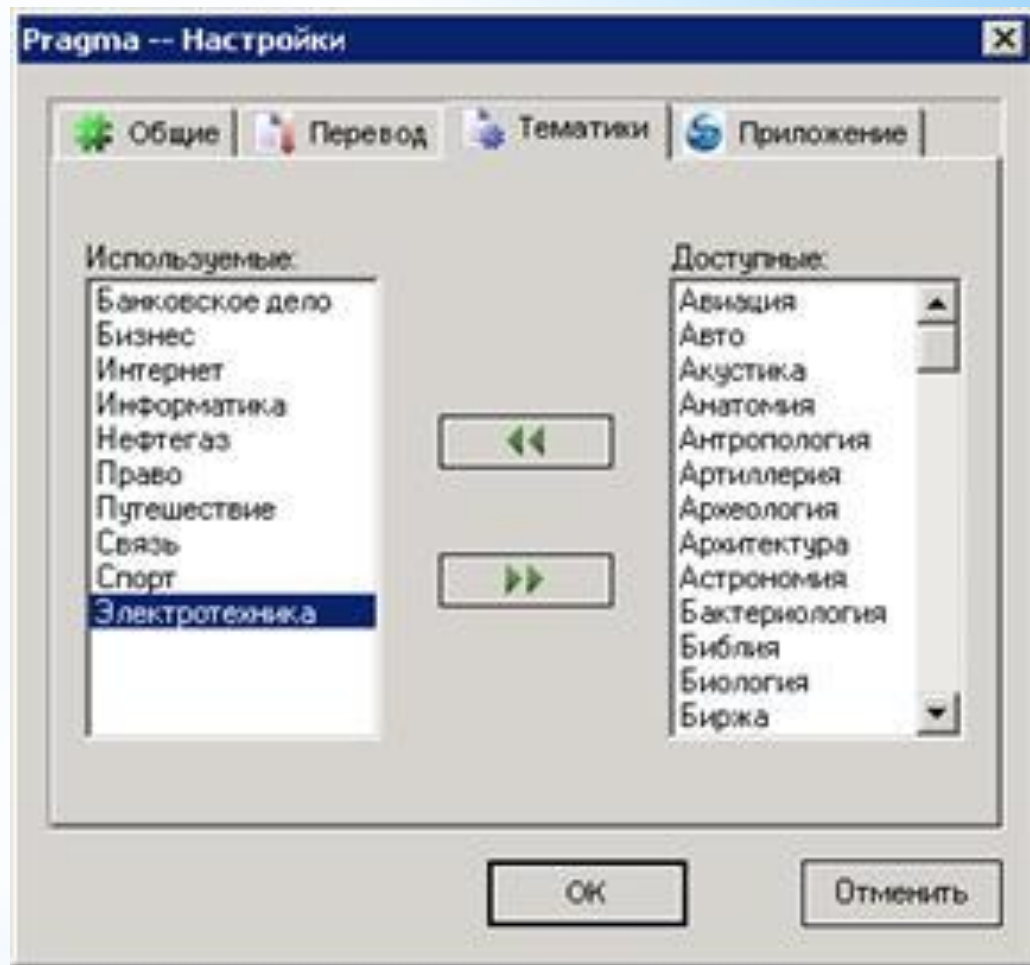 Pragma -- Настройки
Общие
Перевод
Тематики
Приложение
Используемые:
Банковское дело
Бизнес
Интернет
Информатика
Нефтегаз
Право
Путешествие
Связь
Спорт
Электротехника
Доступные:
Авиация
Авто
Акустика
Анатомия
Антропология
Артиллерия
Археология
Архитектура
Астрономия
Бактериология
Библия
Биология
Биржа
ОК
Отменить